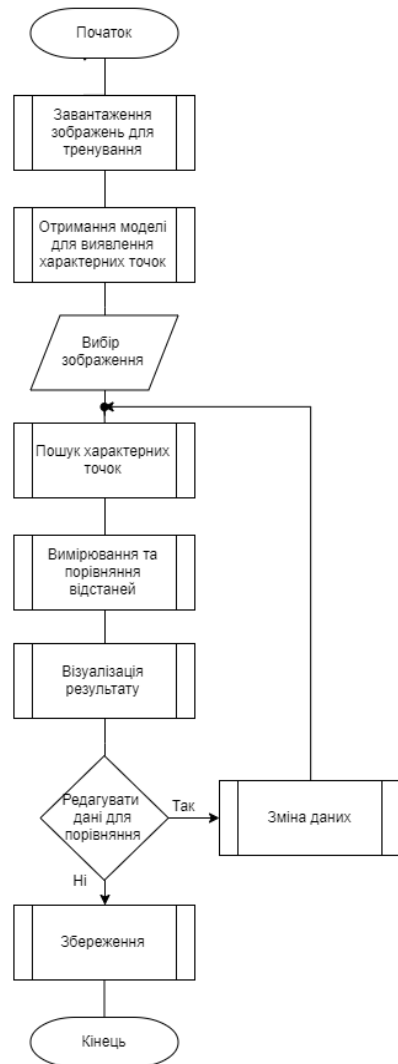 Початок
Завантаження
зображень для
тренування
Отримання моделі
для виявлення
характерних точок
Вибір
зображення
Пошук характерних
точок
Вимірювання та
порівняння
відстаней
Візуалізація
результату
Редагувати
дані для
порівняння
Так
Зміна даних
Ні
Збереження
Кінець